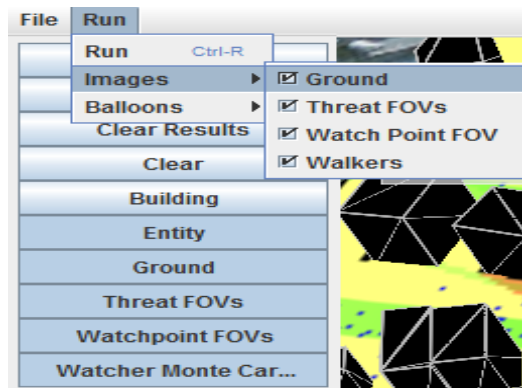 File Run
Run Ctrl-R
Images Ground
Balloons Threat FOVs
Clear Results Watch Point FOV
Clear Walkers
Building
Entity
Ground
Threat FOVs
Watchpoint FOVs
Watcher Monte Car...